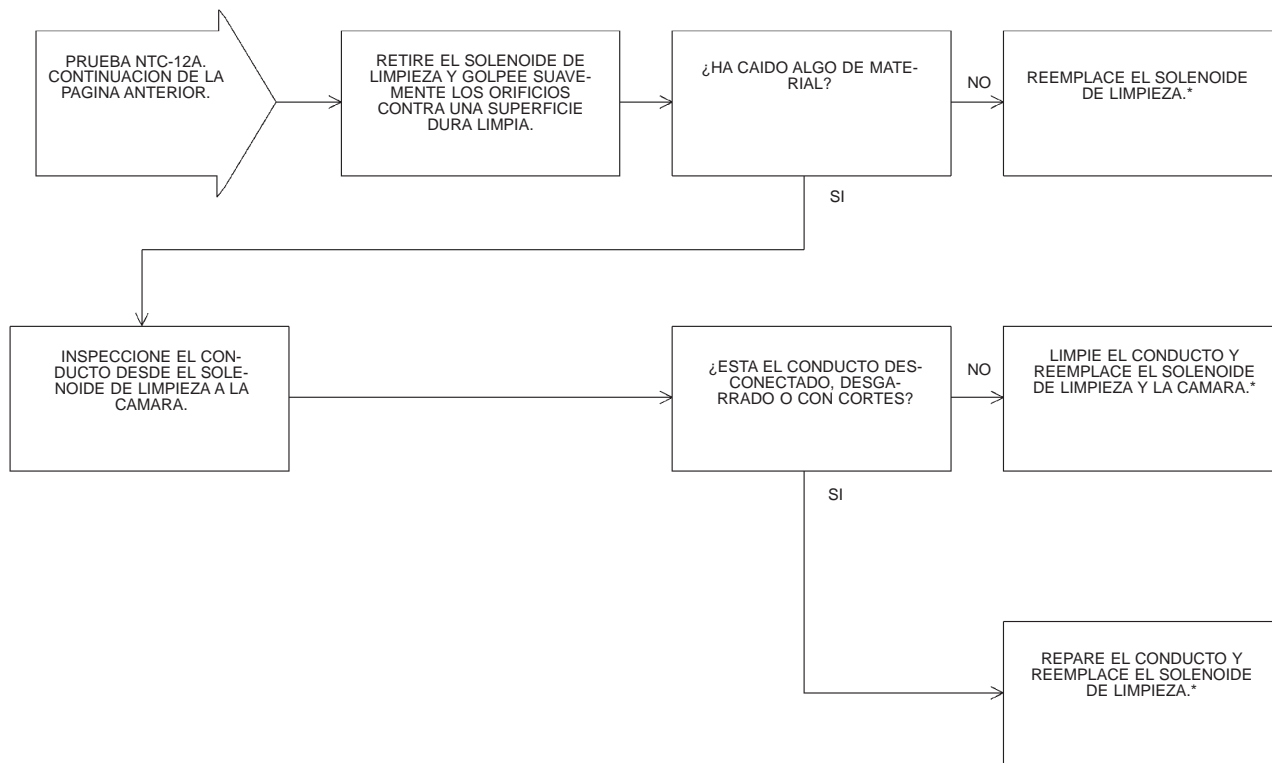 PRUEBA NTC-12A.
CONTINUACION DE LA
PAGINA ANTERIOR.
RETIRE EL SOLENOIDE DE
LIMPIEZA Y GOLPEE SUAVE-
MENTE LOS ORIFICIOS
CONTRA UNA SUPERFICIE
DURA LIMPIA.
¿HA CAIDO ALGO DE MATE-
RIAL?
NO
REEMPLACE EL SOLENOIDE
DE LIMPIEZA.*
SI
INSPECCIONE EL CON-
DUCTO DESDE EL SOLE-
NOIDE DE LIMPIEZA A LA
CAMARA.
¿ESTA EL CONDUCTO DES-
CONECTADO, DESGA-
RRADO O CON CORTES?
NO
LIMPIE EL CONDUCTO Y
REEMPLACE EL SOLENOIDE
DE LIMPIEZA Y LA CAMARA.*
SI
REPARE EL CONDUCTO Y
REEMPLACE EL SOLENOIDE
DE LIMPIEZA.*